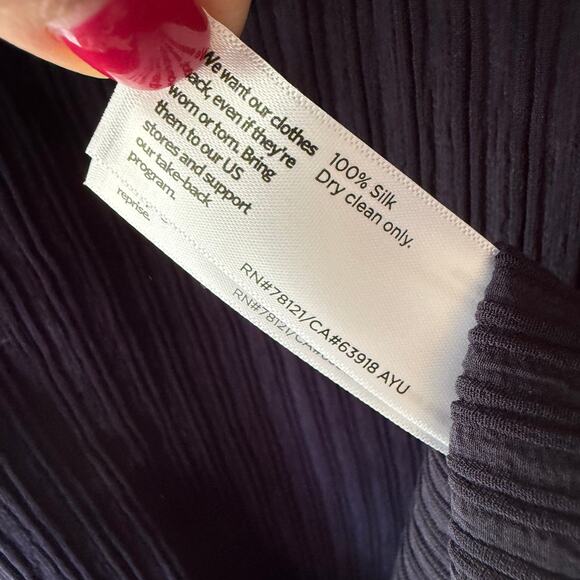 We want our clothes
back, even if they're
worn or torn. Bring
them to our US
stores and support
our take-back
program.
100% Silk
Dry clean only.
RN#78121/CA#63918 AYU
reprise.
RN#78121/CA#